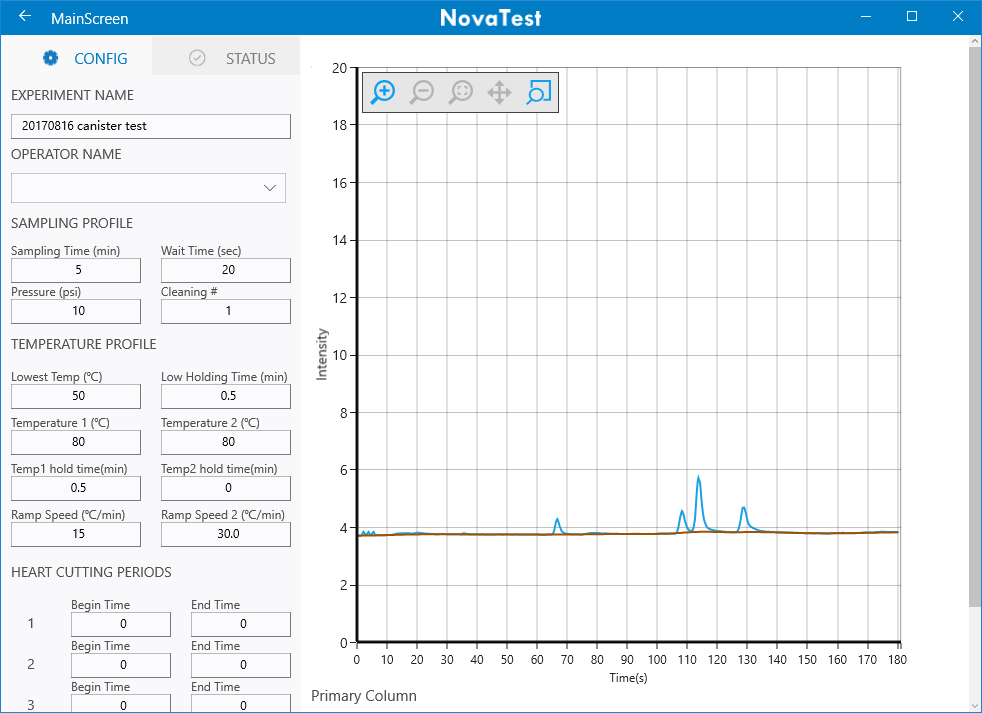 MainScreen
NovaTest
CONFIG
STATUS
EXPERIMENT NAME
20170816 canister test
OPERATOR NAME
SAMPLING PROFILE
Sampling Time (min) Wait Time (sec)
5 20
Pressure (psi) Cleaning #
10 1
TEMPERATURE PROFILE
Lowest Temp (℃) Low Holding Time (min)
50 0.5
Temperature 1 (℃) Temperature 2 (℃)
80 80
Temp1 hold time(min) Temp2 hold time(min)
0.5 0
Ramp Speed (℃/min) Ramp Speed 2 (℃/min)
15 30.0
HEART CUTTING PERIODS
Begin Time End Time
1 0 0
Begin Time End Time
2 0 0
Begin Time End Time
3 0 0
20
18
16
14
12
10
8
6
4
2
0
Intensity
0 10 20 30 40 50 60 70 80 90 100 110 120 130 140 150 160 170 180
Time(s)
Primary Column